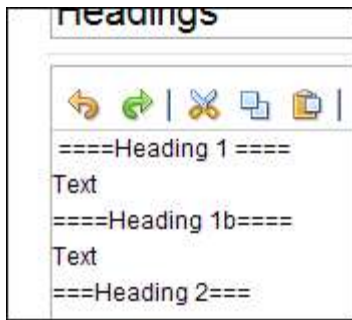 Headings
====Heading 1 ====
Text
====Heading 1b====
Text
===Heading 2===